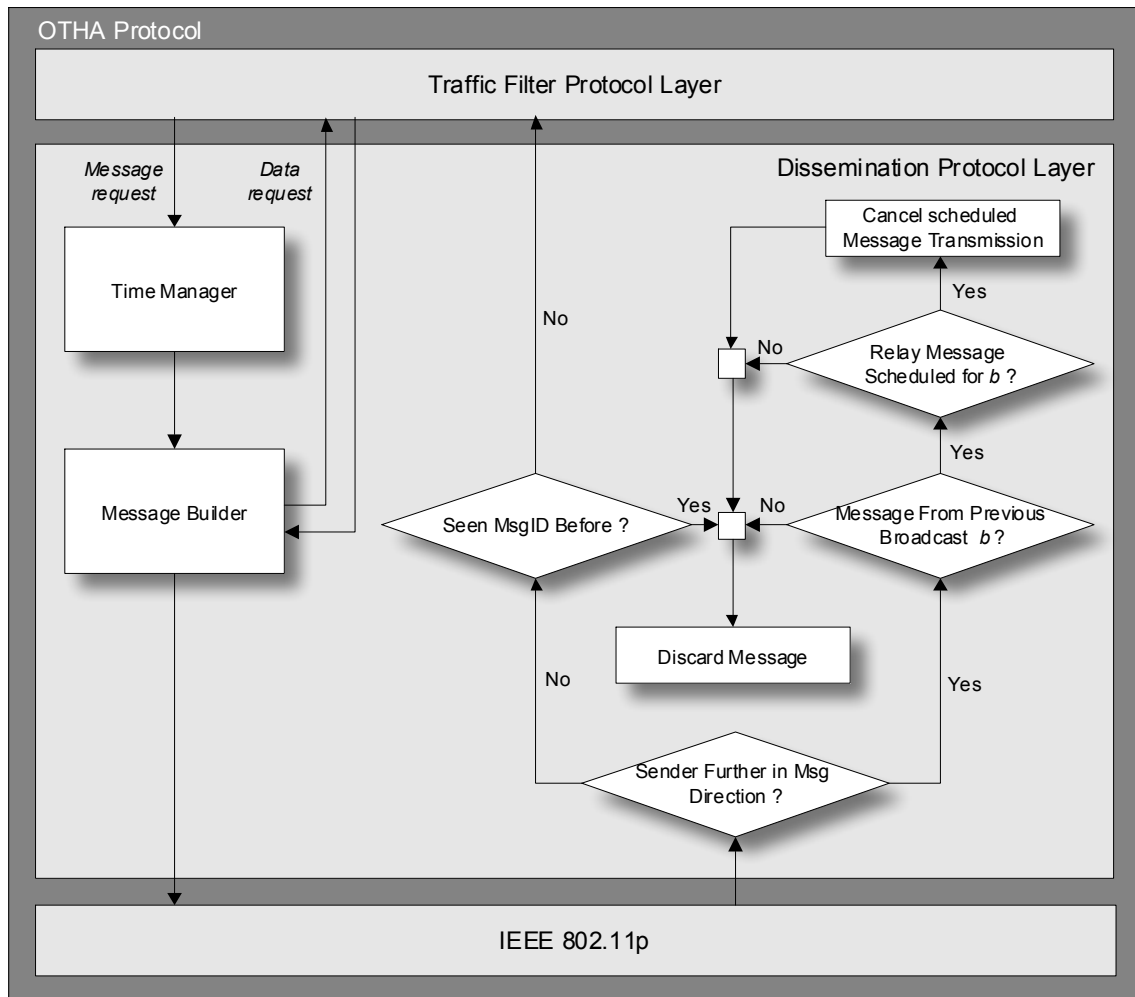 OTHA Protocol
Traffic Filter Protocol Layer
Message
request
Data
request
Dissemination Protocol Layer
Cancel scheduled
Message Transmission
Time Manager
Yes
No
No
Relay Message
Scheduled for b ?
Yes
Message Builder
Seen MsgID Before ?
Yes
No
Message From Previous
Broadcast b ?
Discard Message
No
Yes
Sender Further in Msg
Direction ?
IEEE 802.11p